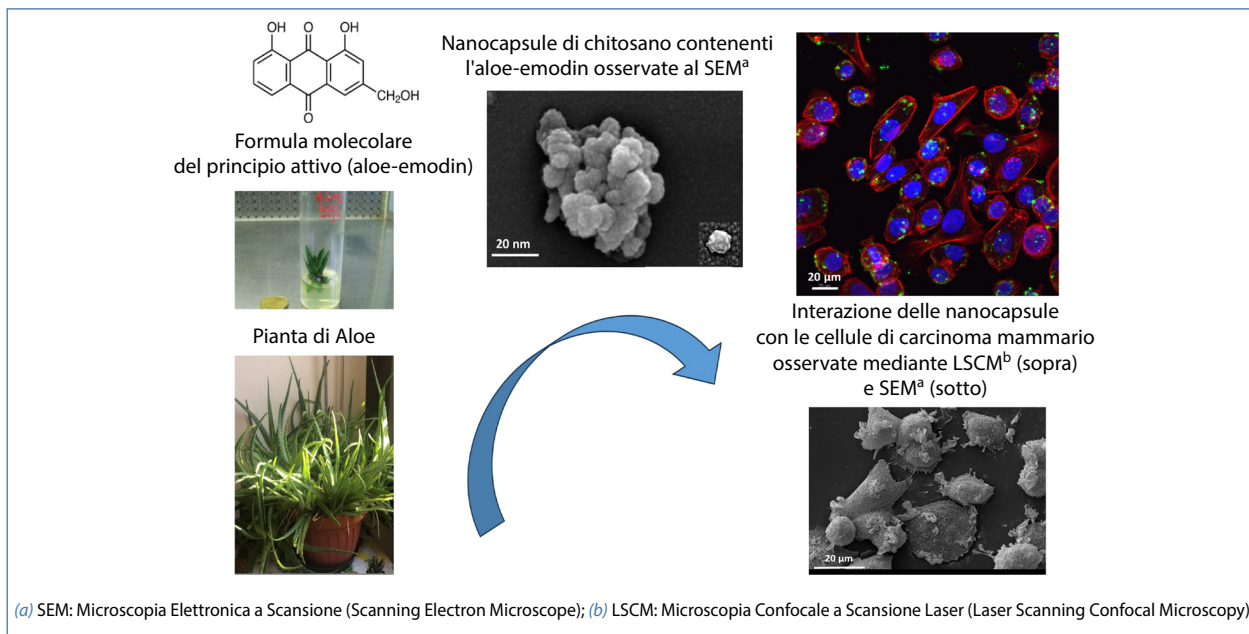 OH
O
OH
CH₂OH
O
Formula molecolare
del principio attivo (aloe-emodin)
Pianta di Aloe
Nanocapsule di chitosano contenenti
l'aloe-emodin osservate al SEMᵃ
20 nm
20 µm
Interazione delle nanocapsule
con le cellule di carcinoma mammario
osservate mediante LSCMᵇ (sopra)
e SEMᵃ (sotto)
20 µm
(a) SEM: Microscopia Elettronica a Scansione (Scanning Electron Microscope); (b) LSCM: Microscopia Confocale a Scansione Laser (Laser Scanning Confocal Microscopy)